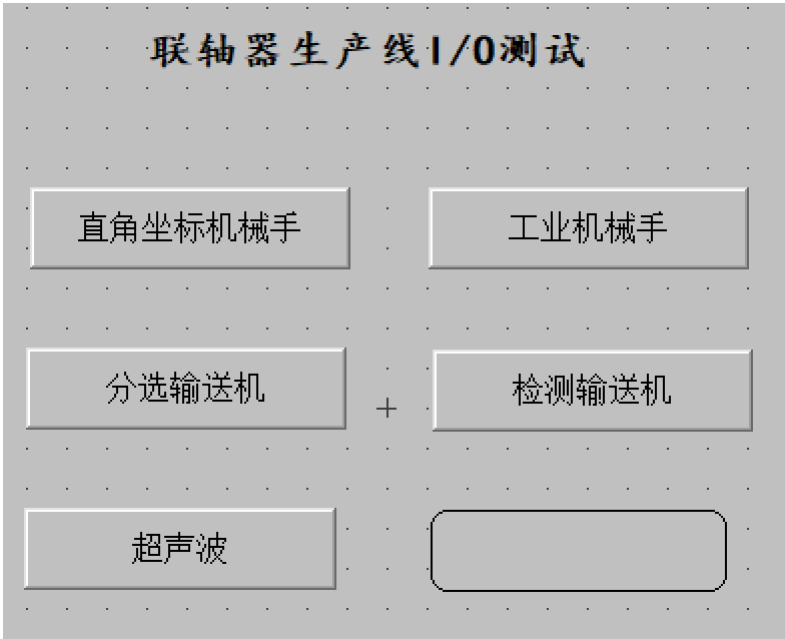 联轴器生产线I/O测试
直角坐标机械手
工业机械手
分选输送机
检测输送机
超声波